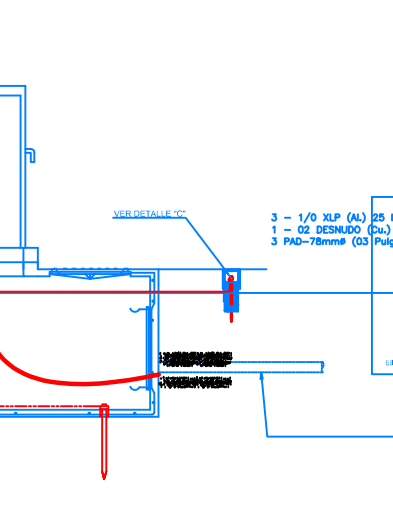 VER DETALLE "C"
3 - 1/0 XLP (AL) 25
1 - 02 DESNUDO (Cu.)
3 PAD-78mmø (03 Pulg